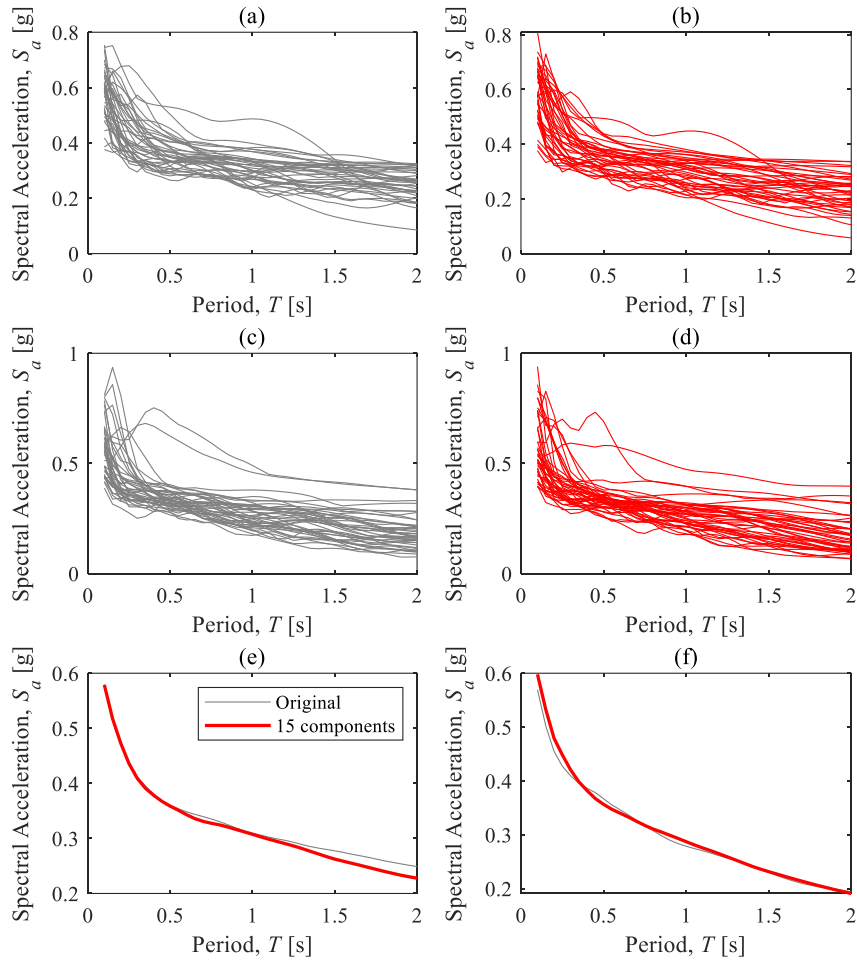 (a)
(b)
Spectral Acceleration, S_a [g]
0.8
0.6
0.4
0.2
0
0 0.5 1 1.5 2
Period, T [s]
Spectral Acceleration, S_a [g]
0.8
0.6
0.4
0.2
0
0 0.5 1 1.5 2
Period, T [s]
(c)
(d)
Spectral Acceleration, S_a [g]
1
0.5
0
0 0.5 1 1.5 2
Period, T [s]
Spectral Acceleration, S_a [g]
1
0.5
0
0 0.5 1 1.5 2
Period, T [s]
(e)
(f)
Spectral Acceleration, S_a [g]
0.6
0.5
0.4
0.3
0.2
Original
15 components
0 0.5 1 1.5 2
Period, T [s]
Spectral Acceleration, S_a [g]
0.6
0.5
0.4
0.3
0.2
0 0.5 1 1.5 2
Period, T [s]